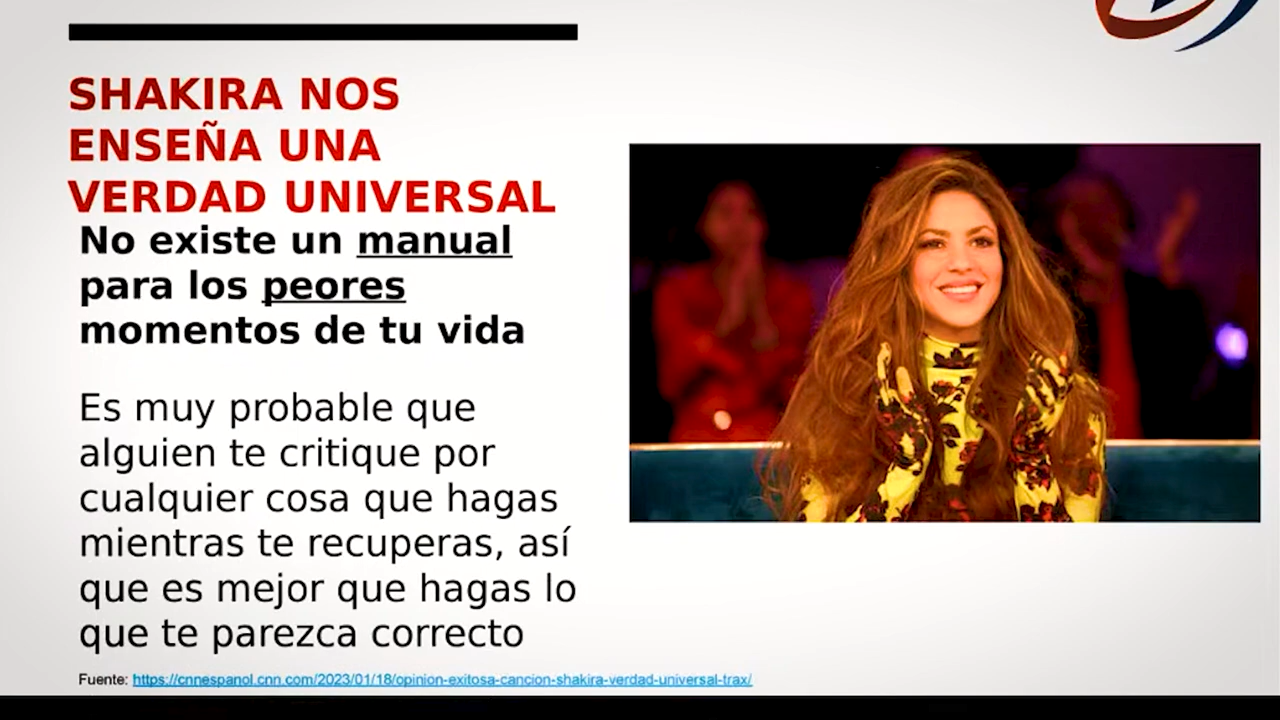 SHAKIRA NOS
ENSEÑA UNA
VERDAD UNIVERSAL
No existe un manual
para los peores
momentos de tu vida
Es muy probable que
alguien te critique por
cualquier cosa que hagas
mientras te recuperas, así
que es mejor que hagas lo
que te parezca correcto
Fuente: https://cnnespanol.cnn.com/2023/01/18/opinion-exitosa-cancion-shakira-verdad-universal-trax/